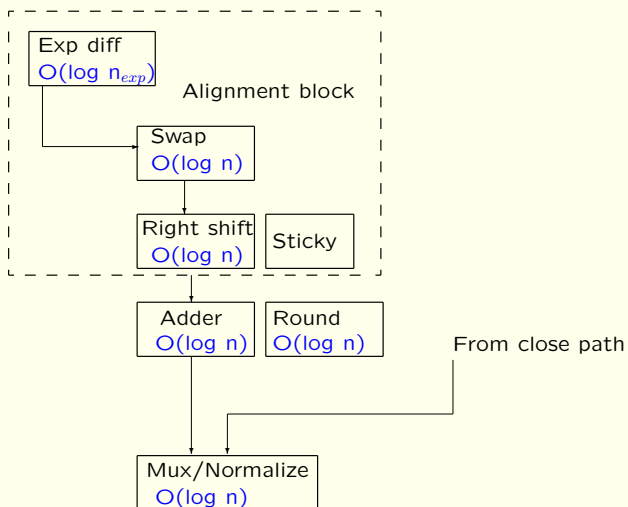 Exp diff
O(log n_exp)
Alignment block
Swap
O(log n)
Right shift
O(log n)
Sticky
Adder
O(log n)
Round
O(log n)
From close path
Mux/Normalize
O(log n)